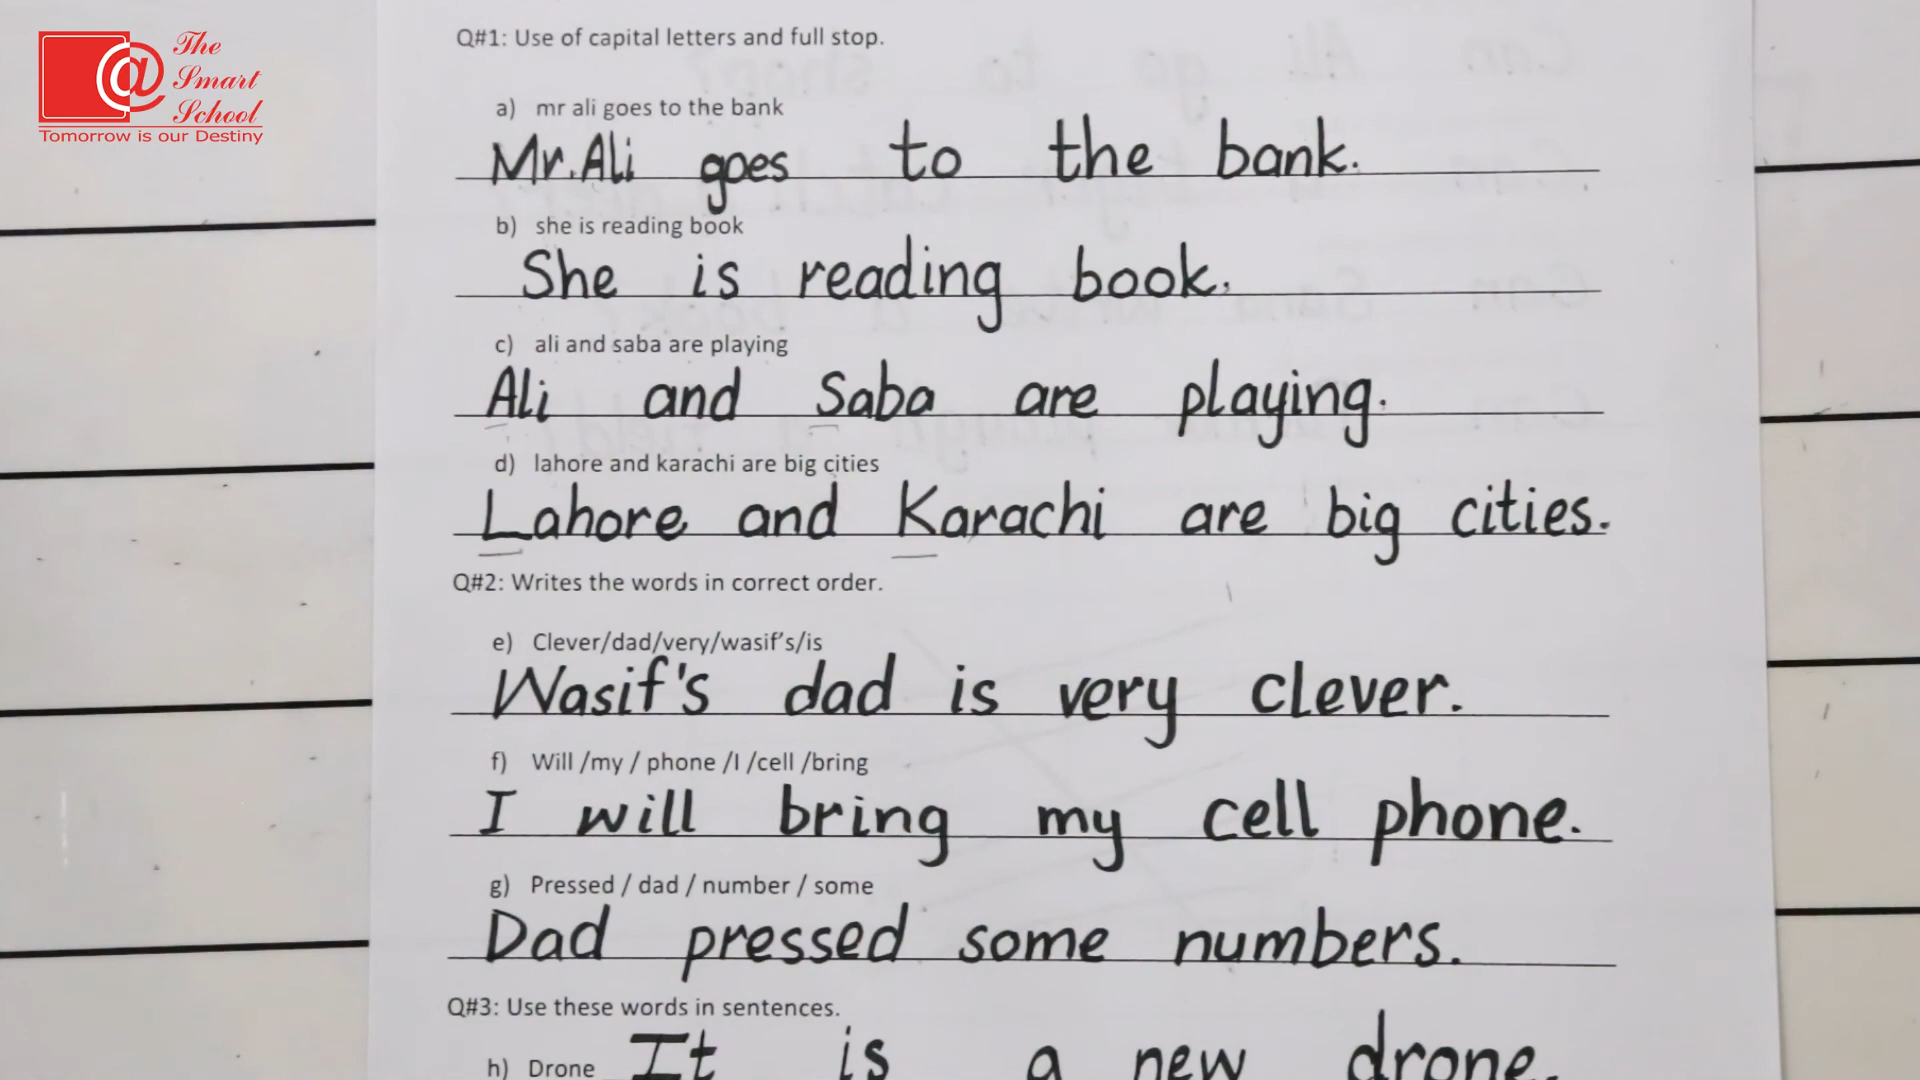 The
Smart
School
Tomorrow is our Destiny
Q#1: Use of capital letters and full stop.
a) mr ali goes to the bank
Mr.Ali goes to the bank.
b) she is reading book
She is reading book.
c) ali and saba are playing
Ali and Saba are playing.
d) lahore and karachi are big cities
Lahore and Karachi are big cities.
Q#2: Writes the words in correct order.
e) Clever/dad/very/wasif's/is
Wasif's dad is very clever.
f) Will /my / phone /I /cell /bring
I will bring my cell phone.
g) Pressed / dad / number / some
Dad pressed some numbers.
Q#3: Use these words in sentences.
h) Drone It is a new drone.